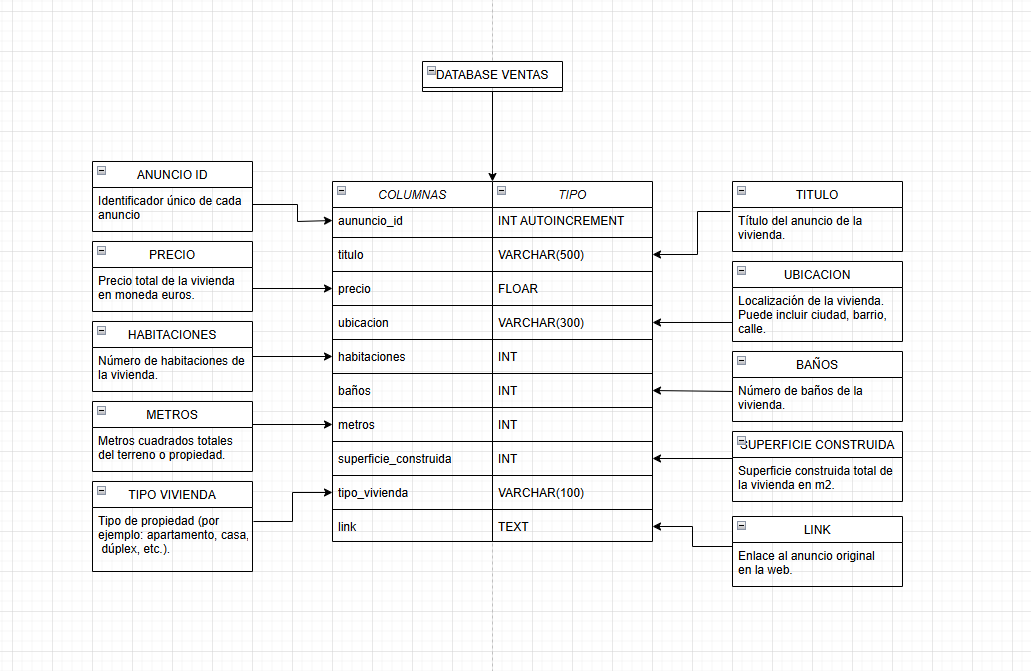 DATABASE VENTAS
ANUNCIO ID
Identificador único de cada
anuncio
PRECIO
Precio total de la vivienda
en moneda euros.
HABITACIONES
Número de habitaciones de
la vivienda.
METROS
Metros cuadrados totales
del terreno o propiedad.
TIPO VIVIENDA
Tipo de propiedad (por
ejemplo: apartamento, casa,
dúplex, etc.).
COLUMNAS TIPO
aununcio_id INT AUTOINCREMENT
titulo VARCHAR(500)
precio FLOAR
ubicacion VARCHAR(300)
habitaciones INT
baños INT
metros INT
superficie_construida INT
tipo_vivienda VARCHAR(100)
link TEXT
TITULO
Título del anuncio de la
vivienda.
UBICACION
Localización de la vivienda.
Puede incluir ciudad, barrio,
calle.
BAÑOS
Número de baños de la
vivienda.
SUPERFICIE CONSTRUIDA
Superficie construida total de
la vivienda en m2.
LINK
Enlace al anuncio original
en la web.